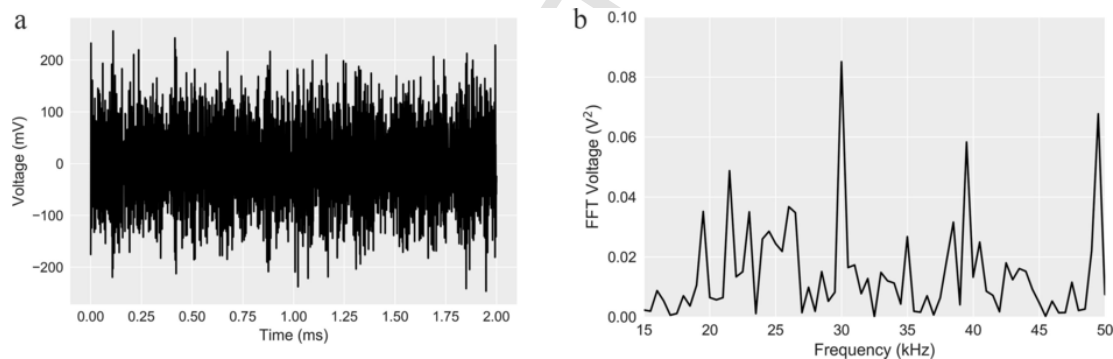 a
200
100
0
−100
−200
Voltage (mV)
0.00 0.25 0.50 0.75 1.00 1.25 1.50 1.75 2.00
Time (ms)
b
0.10
0.08
0.06
0.04
0.02
0.00
FFT Voltage (V²)
15 20 25 30 35 40 45 50
Frequency (kHz)